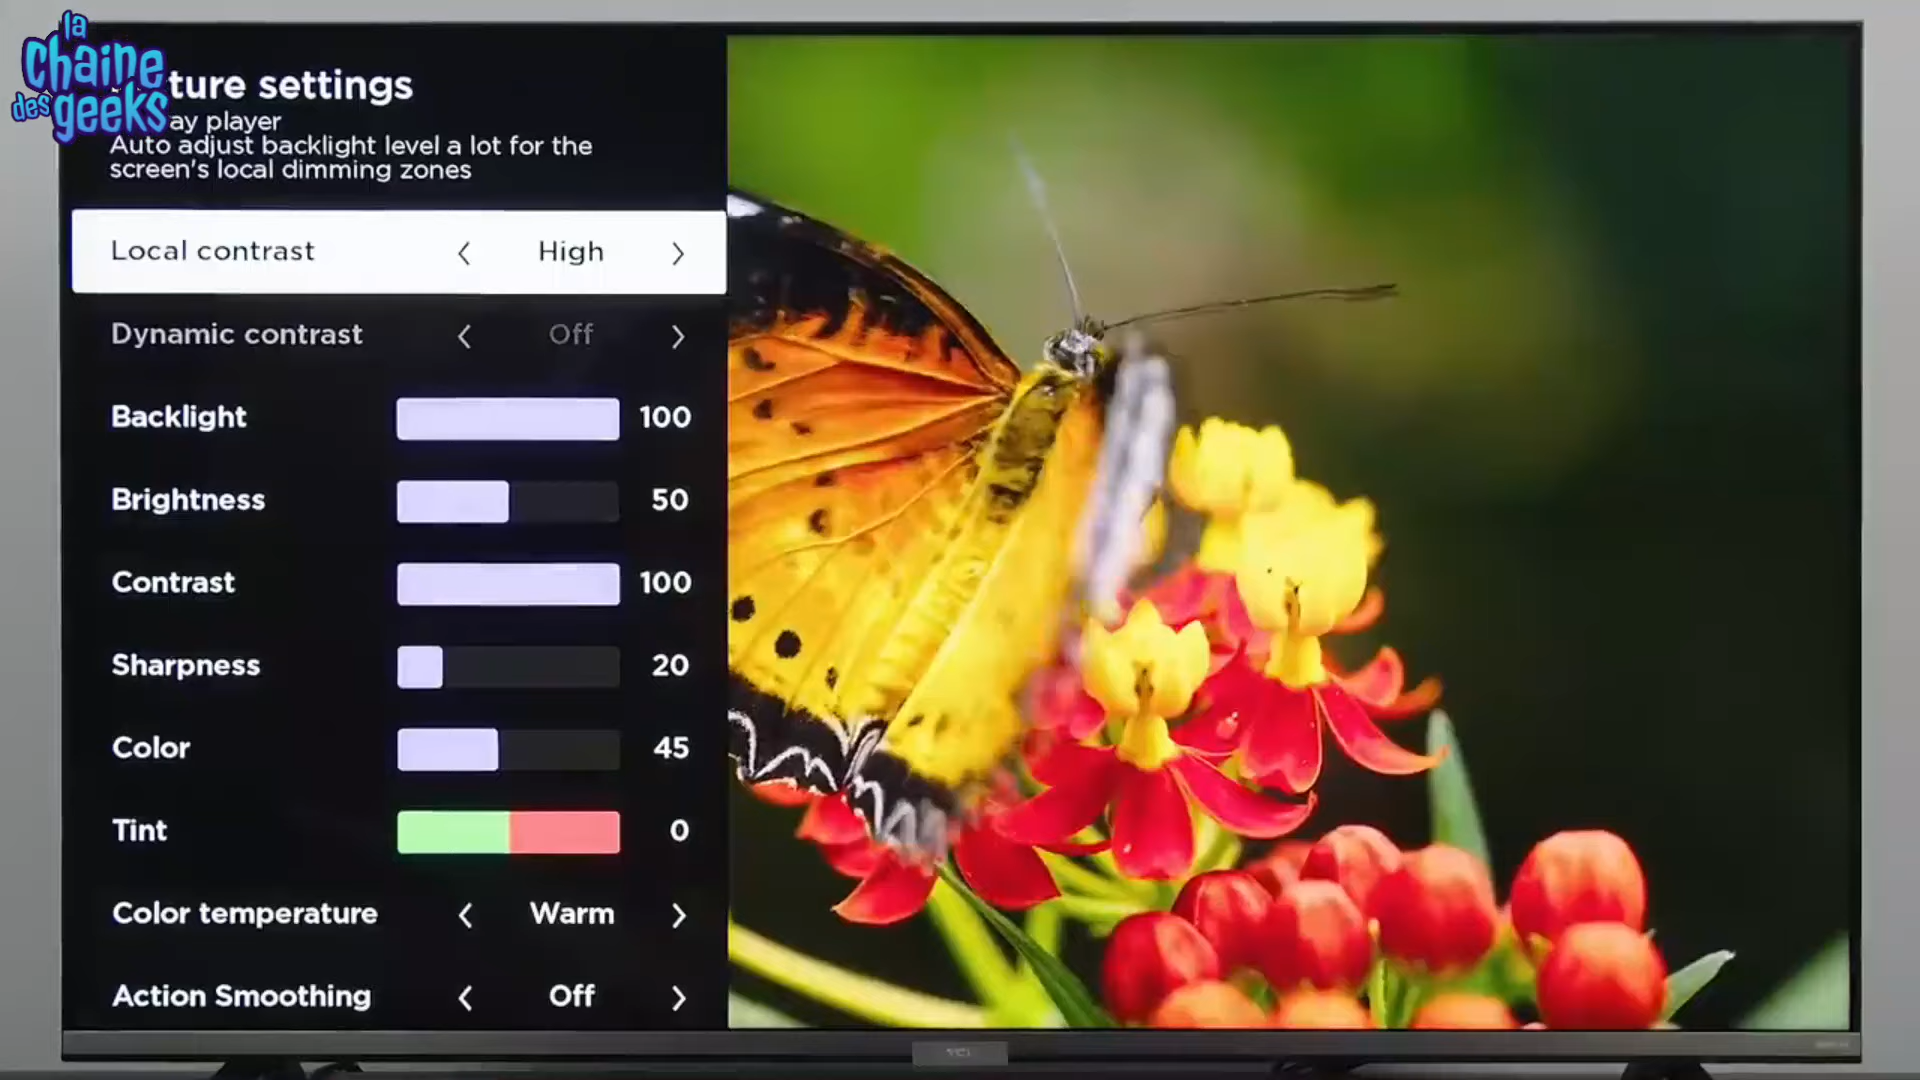 la
Chaine
des geeks
ture settings
ay player
Auto adjust backlight level a lot for the
screen's local dimming zones
Local contrast < High >
Dynamic contrast < Off >
Backlight 100
Brightness 50
Contrast 100
Sharpness 20
Color 45
Tint 0
Color temperature < Warm >
Action Smoothing < Off >
TCL